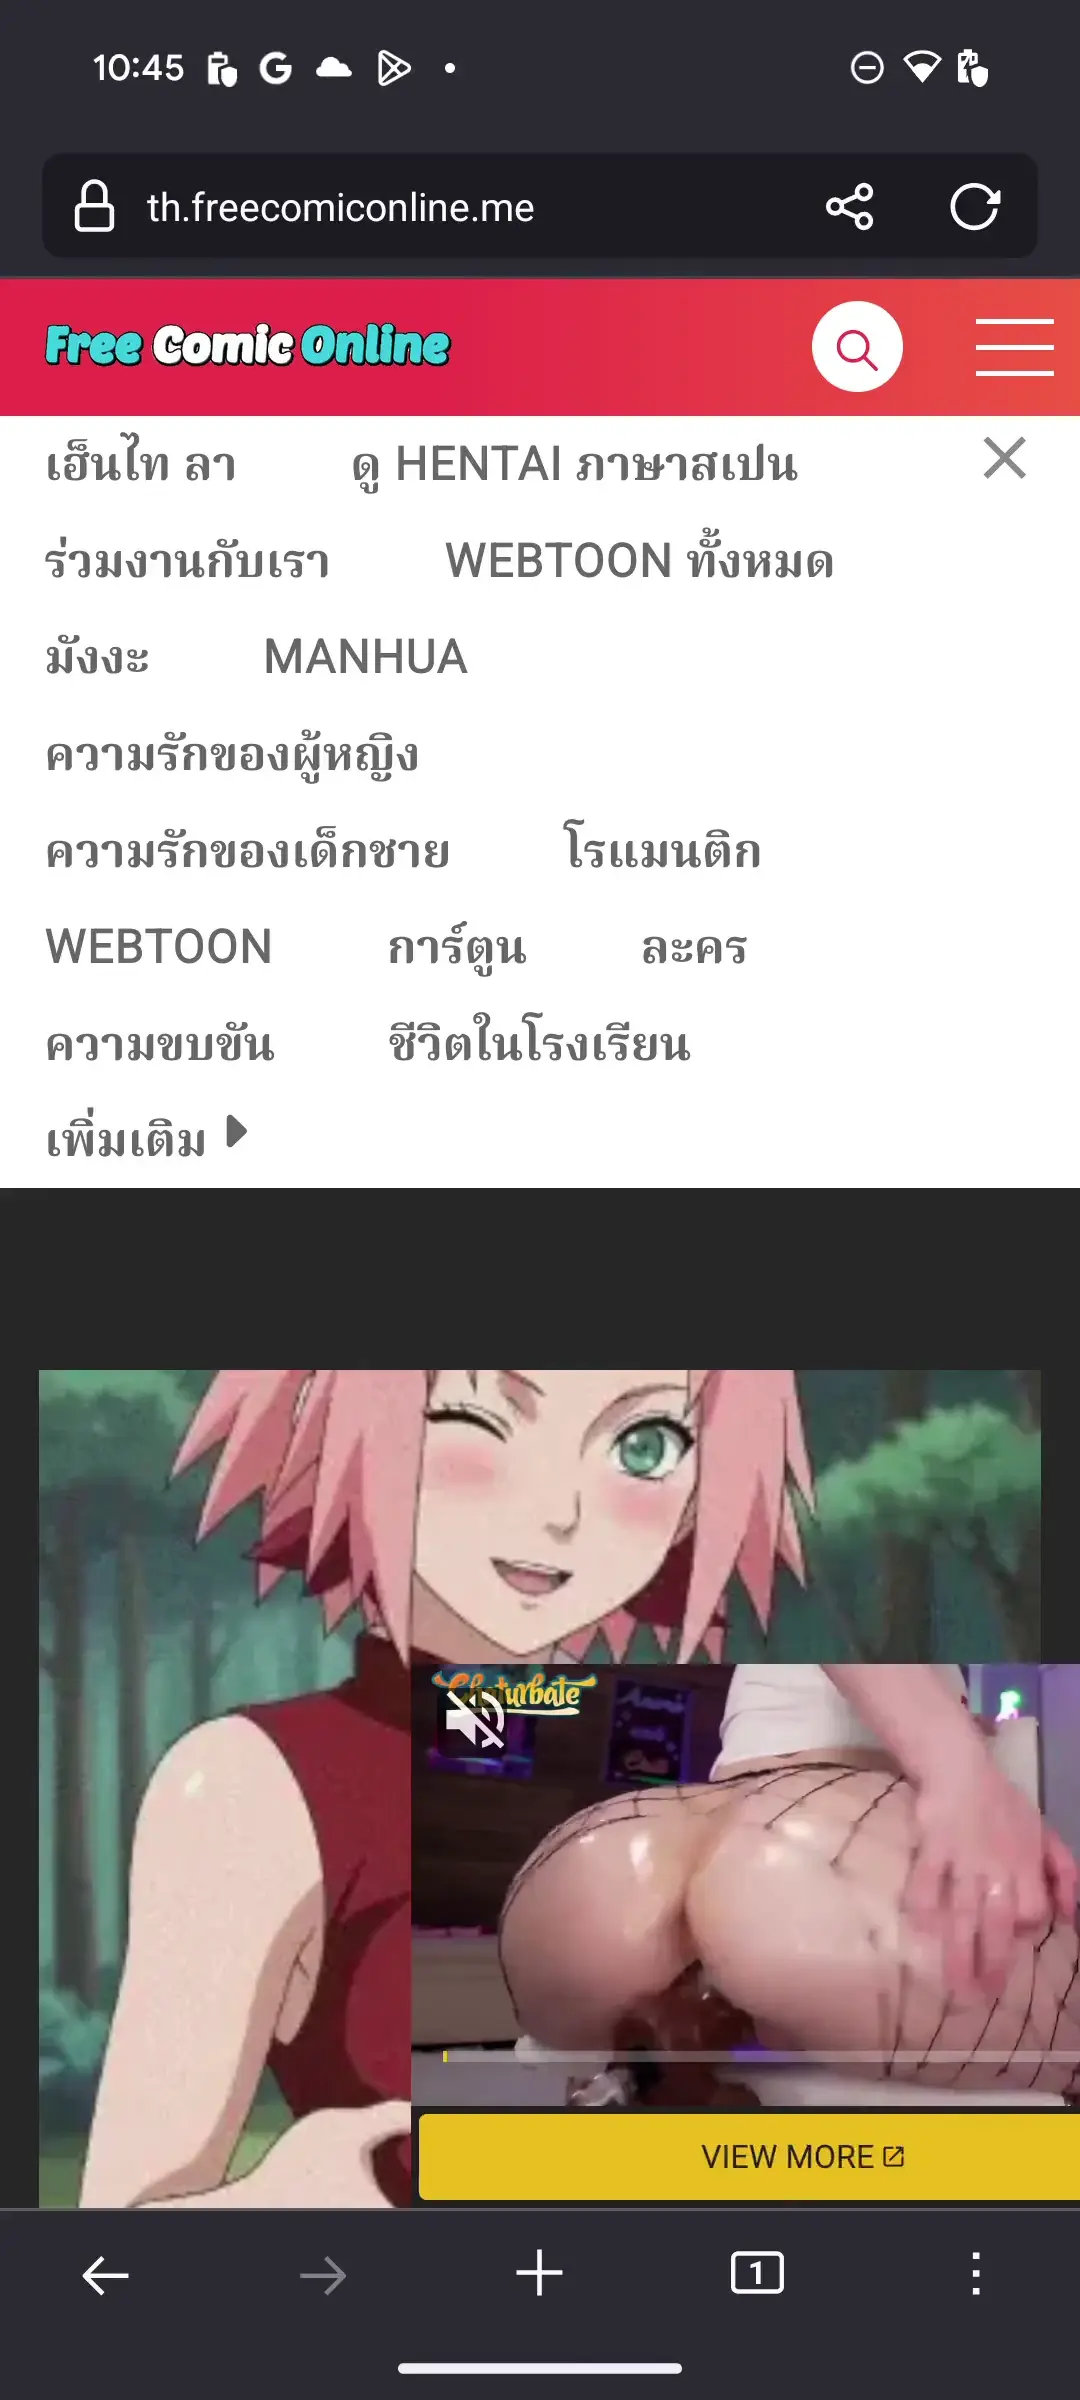 10:45
th.freecomiconline.me
Free Comic Online
เฮ็นไท ลา ดู HENTAI ภาษาสเปน
ร่วมงานกับเรา WEBTOON ทั้งหมด
มังงะ MANHUA
ความรักของผู้หญิง
ความรักของเด็กชาย โรแมนติก
WEBTOON การ์ตูน ละคร
ความขบขัน ชีวิตในโรงเรียน
เพิ่มเติม
Chaturbate
VIEW MORE
1